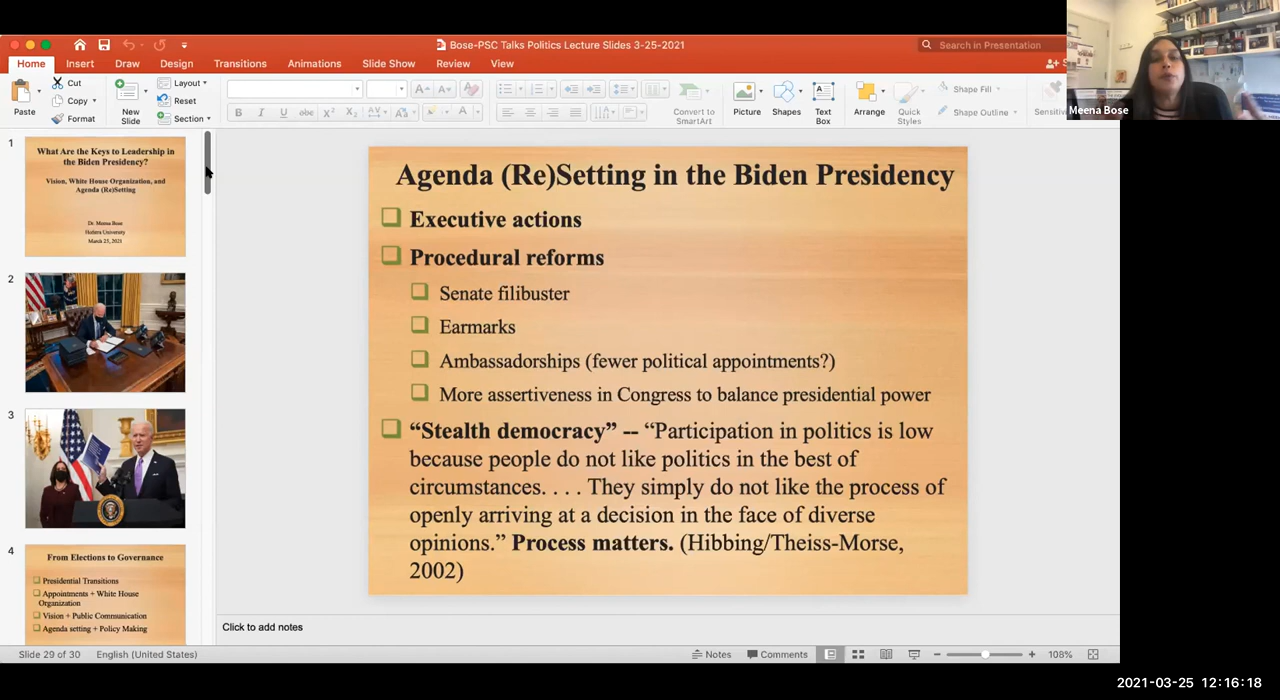 Bose-PSC Talks Politics Lecture Slides 3-25-2021
Search in Presentation
Home Insert Draw Design Transitions Animations Slide Show Review View
Paste
Cut
Copy
Format
New Slide
Layout
Reset
Section
Convert to SmartArt
Picture
Shapes
Text Box
Arrange
Quick Styles
Shape Fill
Shape Outline
Meena Bose
1
What Are the Keys to Leadership in
the Biden Presidency?
Vision, White House Organization, and
Agenda (Re)Setting
Dr. Meena Bose
Hofstra University
March 25, 2021
2
3
4
From Elections to Governance
Presidential Transitions
Appointments + White House
Organization
Vision + Public Communication
Agenda setting + Policy Making
Agenda (Re)Setting in the Biden Presidency
Executive actions
Procedural reforms
Senate filibuster
Earmarks
Ambassadorships (fewer political appointments?)
More assertiveness in Congress to balance presidential power
“Stealth democracy” -- “Participation in politics is low
because people do not like politics in the best of
circumstances. . . . They simply do not like the process of
openly arriving at a decision in the face of diverse
opinions.” Process matters. (Hibbing/Theiss-Morse,
2002)
Click to add notes
Slide 29 of 30 English (United States) Notes Comments 108%
2021-03-25 12:16:18